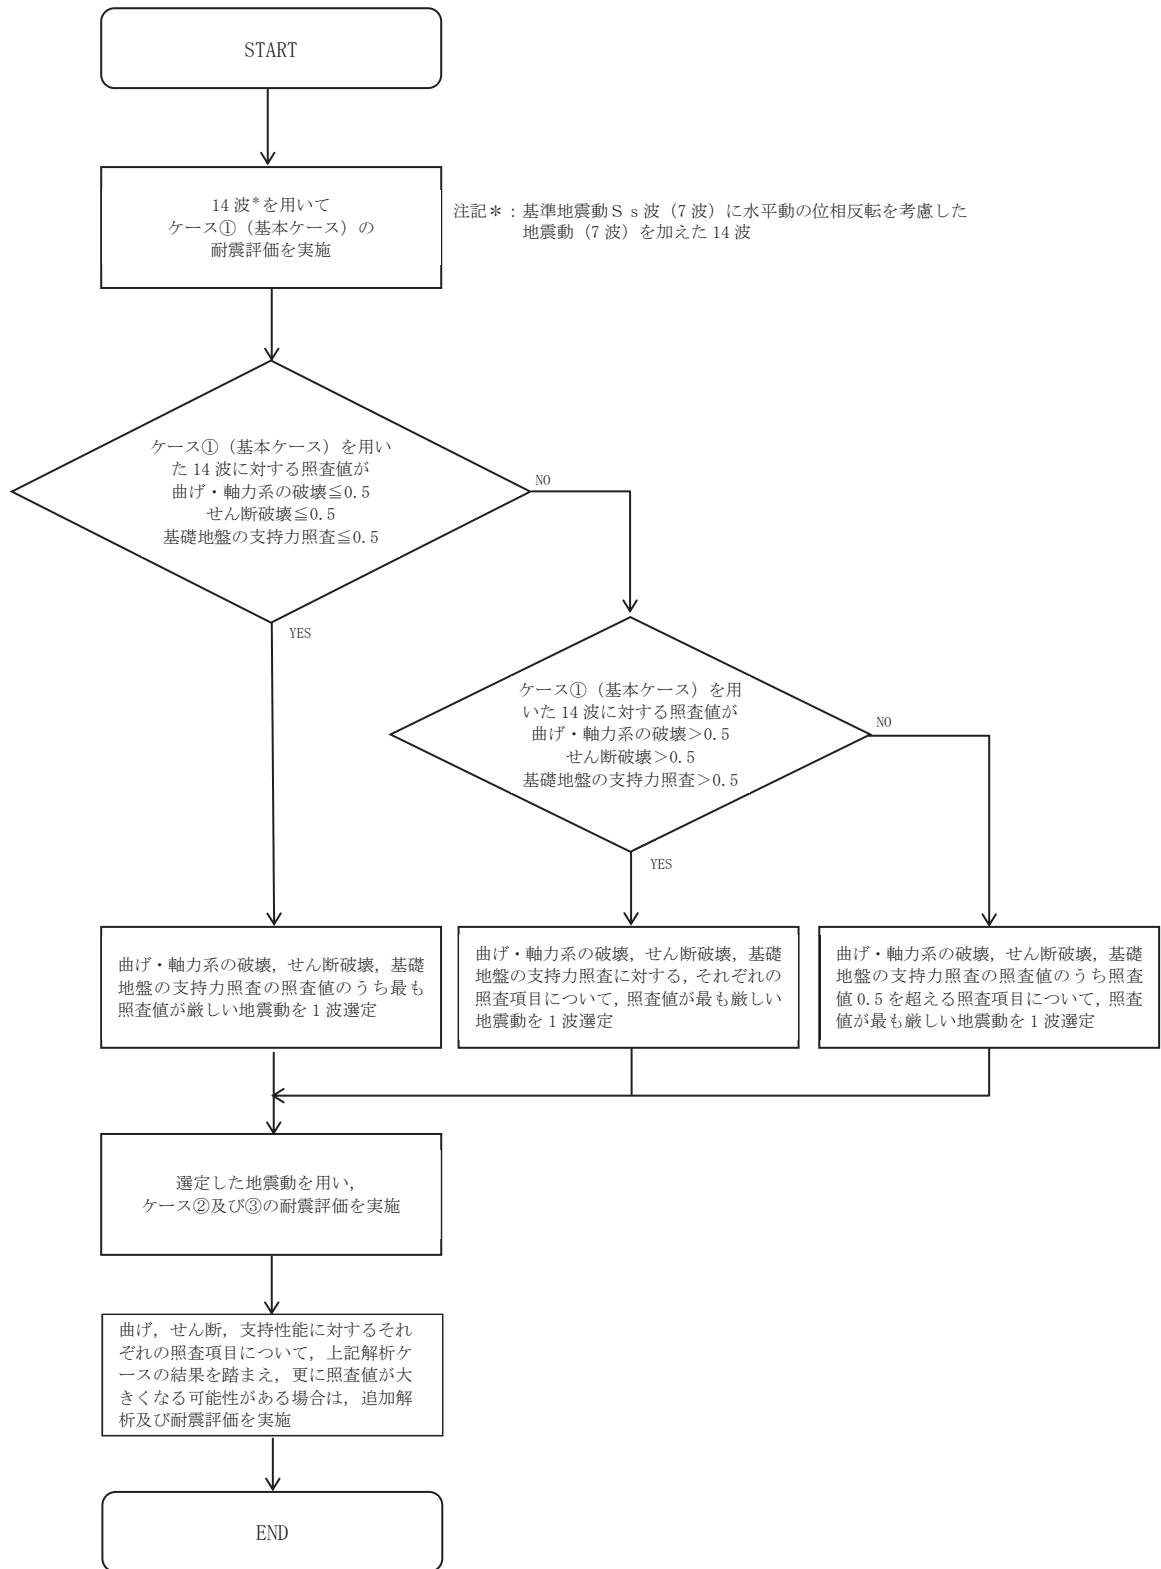 START
14 波*を用いて
ケース①（基本ケース）の
耐震評価を実施
注記＊：基準地震動Ｓｓ波（7 波）に水平動の位相反転を考慮した
地震動（7 波）を加えた 14 波
ケース①（基本ケース）を用い
た 14 波に対する照査値が
曲げ・軸力系の破壊≦0.5
せん断破壊≦0.5
基礎地盤の支持力照査≦0.5
NO
YES
ケース①（基本ケース）を用
いた 14 波に対する照査値が
曲げ・軸力系の破壊＞0.5
せん断破壊＞0.5
基礎地盤の支持力照査＞0.5
NO
YES
曲げ・軸力系の破壊，せん断破壊，基礎
地盤の支持力照査の照査値のうち最も
照査値が厳しい地震動を 1 波選定
曲げ・軸力系の破壊，せん断破壊，基礎
地盤の支持力照査に対する，それぞれの
照査項目について，照査値が最も厳しい
地震動を 1 波選定
曲げ・軸力系の破壊，せん断破壊，基礎
地盤の支持力照査の照査値のうち照査
値 0.5 を超える照査項目について，照査
値が最も厳しい地震動を 1 波選定
選定した地震動を用い，
ケース②及び③の耐震評価を実施
曲げ，せん断，支持性能に対するそれ
ぞれの照査項目について，上記解析ケ
ースの結果を踏まえ，更に照査値が大
きくなる可能性がある場合は，追加解
析及び耐震評価を実施
END